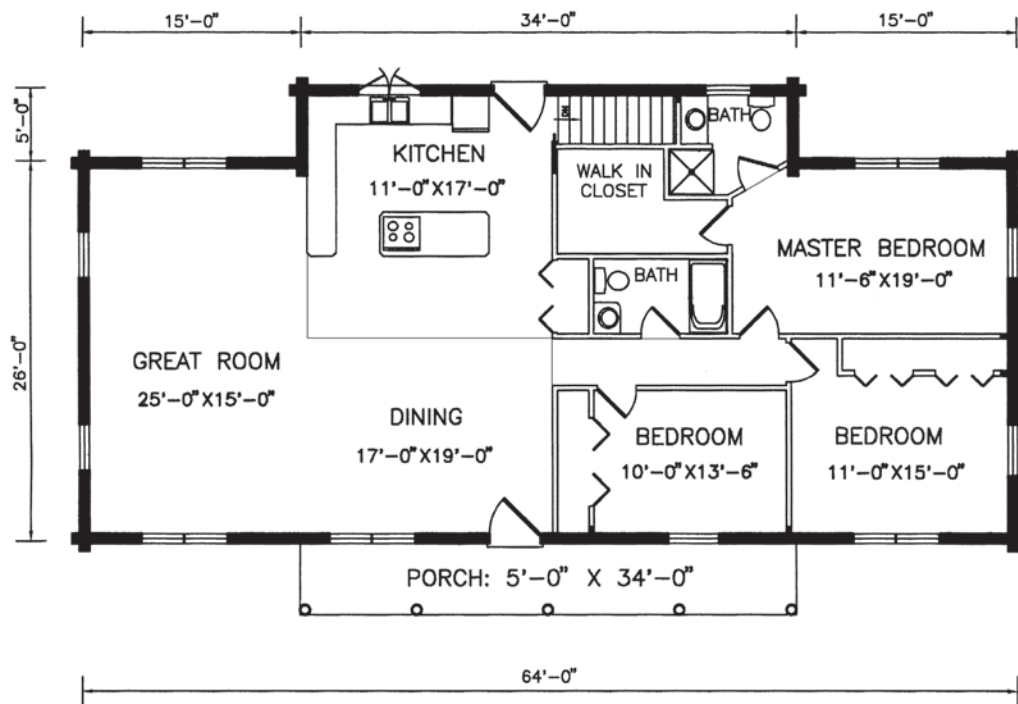 15'-0"
34'-0"
15'-0"
5'-0"
26'-0"
KITCHEN
11'-0"X17'-0"
DN
BATH
WALK IN
CLOSET
MASTER BEDROOM
11'-6"X19'-0"
BATH
GREAT ROOM
25'-0"X15'-0"
DINING
17'-0"X19'-0"
BEDROOM
10'-0"X13'-6"
BEDROOM
11'-0"X15'-0"
PORCH: 5'-0" X 34'-0"
64'-0"